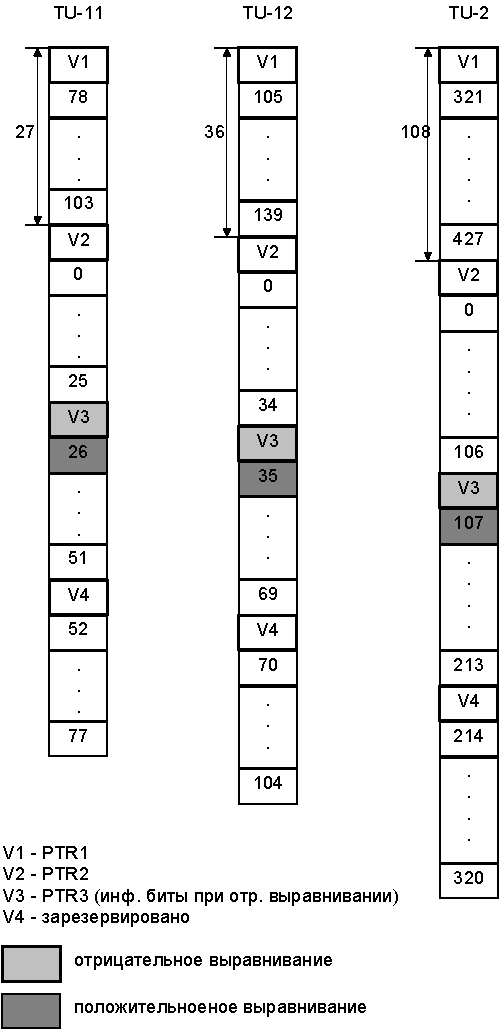 TU-11 TU-12 TU-2
V1 V1 V1
78 105 321
27 36 108
103 139 427
V2 V2 V2
0 0 0
25 34 106
V3 V3 V3
26 35 107
51 69 213
V4 V4 V4
52 70 214
77 104 320
V1 - PTR1
V2 - PTR2
V3 - PTR3 (инф. биты при отр. выравнивании)
V4 - зарезервировано
отрицательное выравнивание
положительноеное выравнивание